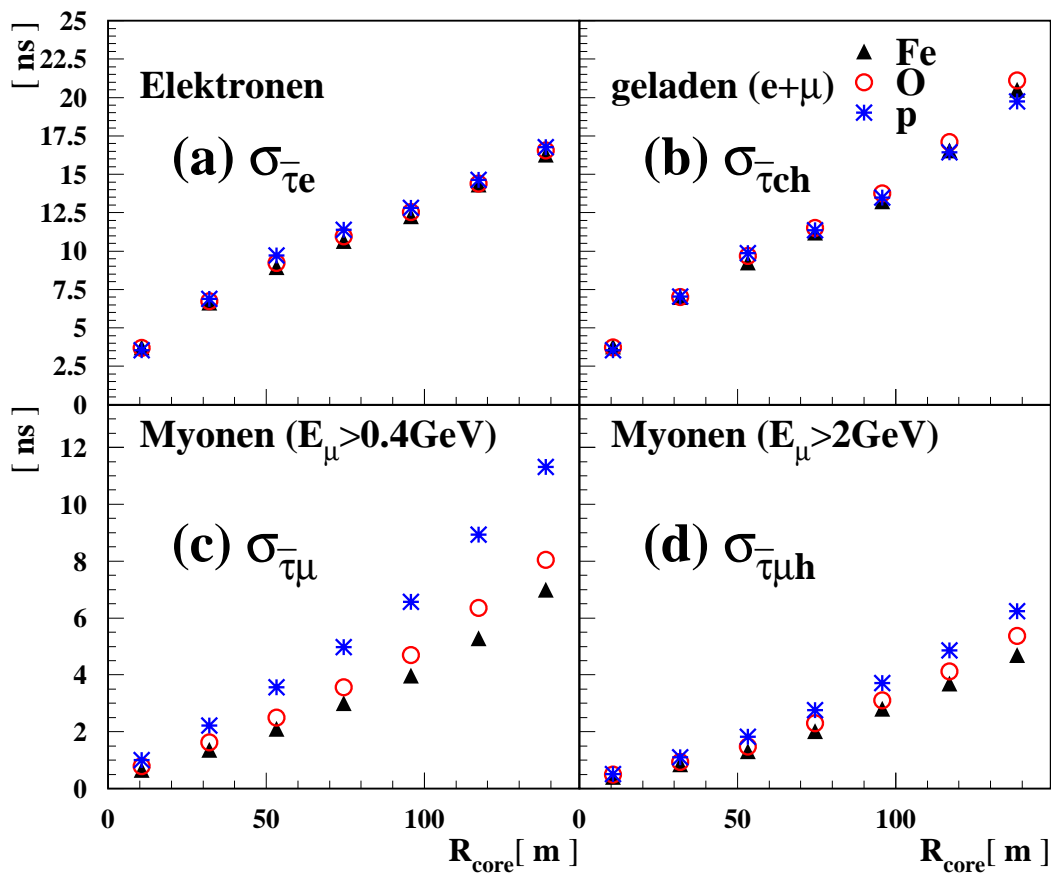 [ ns ]
25
22.5
20
17.5
15
12.5
10
7.5
5
2.5
0
Elektronen
(a) σ_τ̅e
geladen (e+μ)
(b) σ_τ̅ch
Fe
O
p
[ ns ]
12
10
8
6
4
2
0
Myonen (E_μ>0.4GeV)
(c) σ_τ̅μ
Myonen (E_μ>2GeV)
(d) σ_τ̅μh
0 50 100
0 50 100
R_core[ m ]
R_core[ m ]